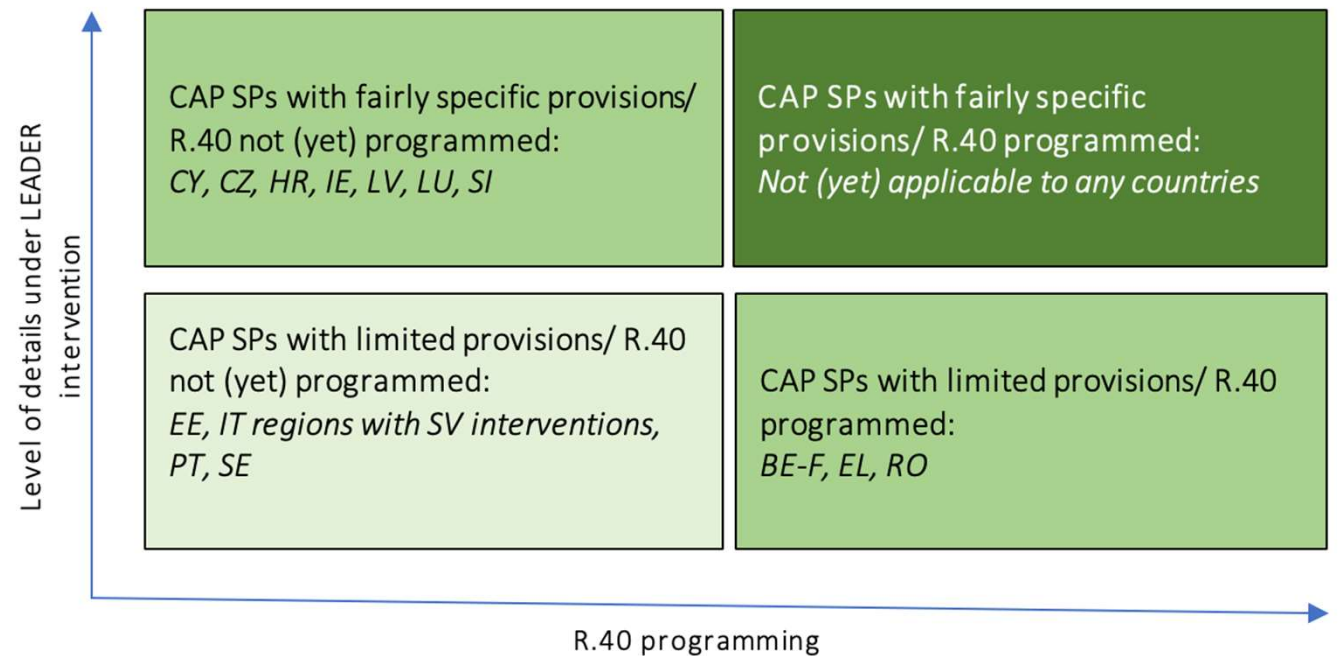 Level of details under LEADER
intervention
CAP SPs with fairly specific provisions/
R.40 not (yet) programmed:
CY, CZ, HR, IE, LV, LU, SI
CAP SPs with fairly specific
provisions/ R.40 programmed:
Not (yet) applicable to any countries
CAP SPs with limited provisions/ R.40
not (yet) programmed:
EE, IT regions with SV interventions,
PT, SE
CAP SPs with limited provisions/ R.40
programmed:
BE-F, EL, RO
R.40 programming